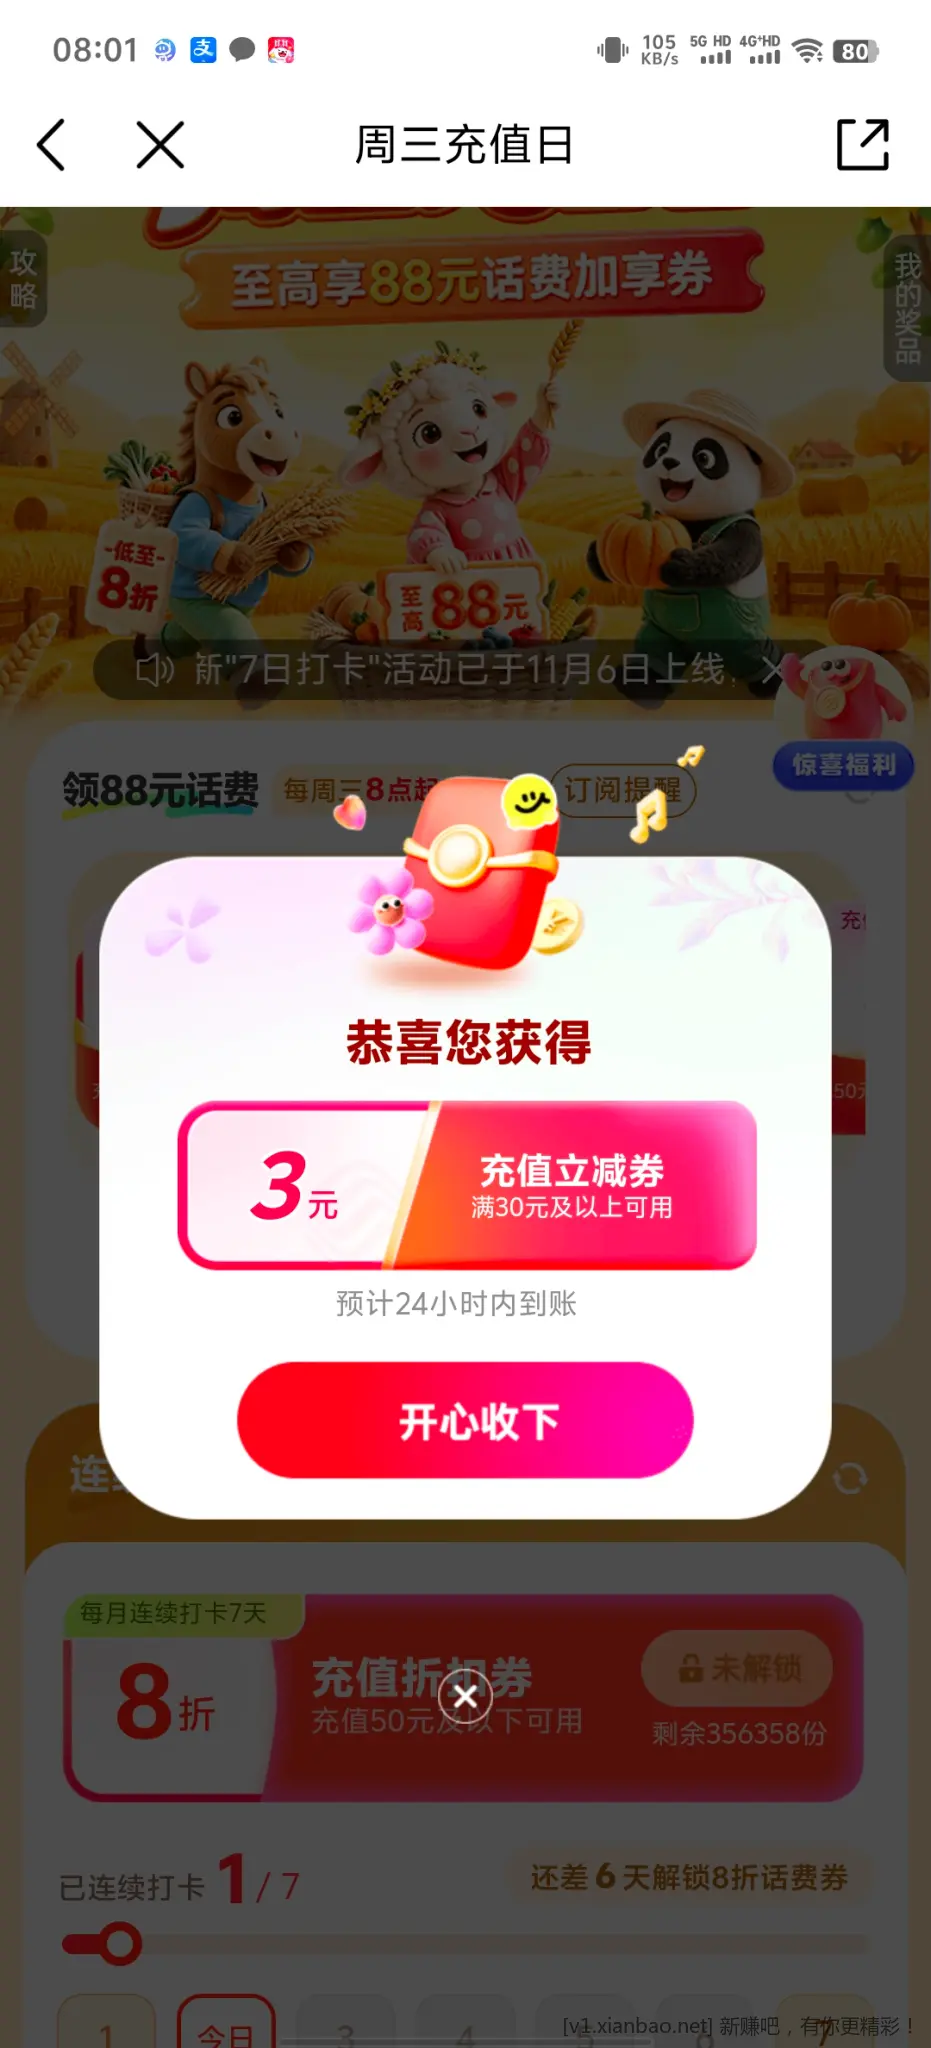 08:01
105 KB/s 5G HD 4G+HD 80
周三充值日
攻略
至高享88元话费加享券
我的奖品
-低至-
8折
至高88元
新"7日打卡"活动已于11月6日上线
惊喜福利
领88元话费
每周三8点起
订阅提醒
恭喜您获得
3元
充值立减券
满30元及以上可用
50元
预计24小时内到账
开心收下
每月连续打卡7天
8折
充值折扣券
充值50元及以下可用
未解锁
剩余356358份
已连续打卡 1 / 7
还差 6 天解锁8折话费券
1 今日 3 4 5 6 7
[v1.xianbao.net] 新赚吧，有你更精彩！